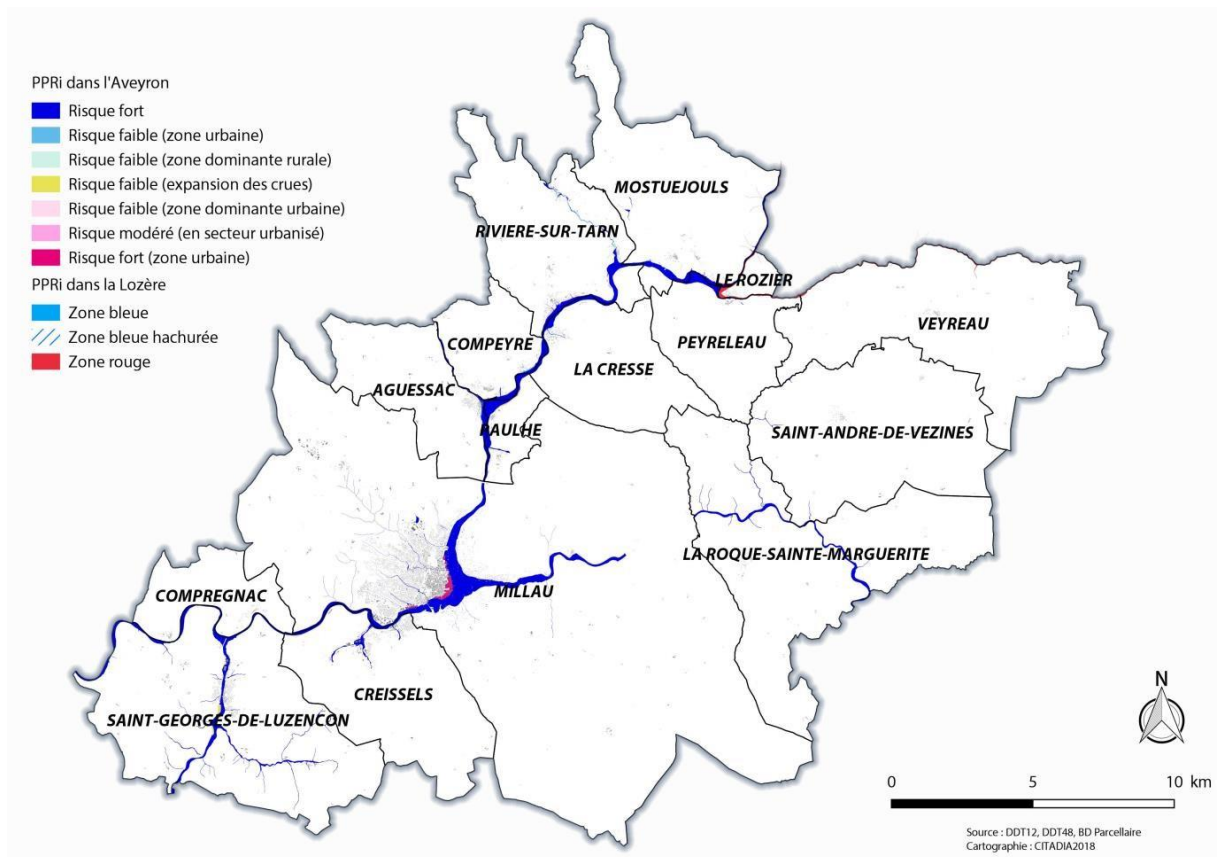 PPRi dans l'Aveyron
Risque fort
Risque faible (zone urbaine)
Risque faible (zone dominante rurale)
Risque faible (expansion des crues)
Risque faible (zone dominante urbaine)
Risque modéré (en secteur urbanisé)
Risque fort (zone urbaine)
PPRi dans la Lozère
Zone bleue
Zone bleue hachurée
Zone rouge
MOSTUEJOULS
RIVIERE-SUR-TARN
LE ROZIER
VEYREAU
COMPEYRE
PEYRELEAU
LA CRESSE
AGUESSAC
PAULHE
SAINT-ANDRE-DE-VEZINES
LA ROQUE-SAINTE-MARGUERITE
COMPREGNAC
MILLAU
CREISSELS
SAINT-GEORGES-DE-LUZENCON
N
0 5 10 km
Source : DDT12, DDT48, BD Parcellaire
Cartographie : CITADIA2018